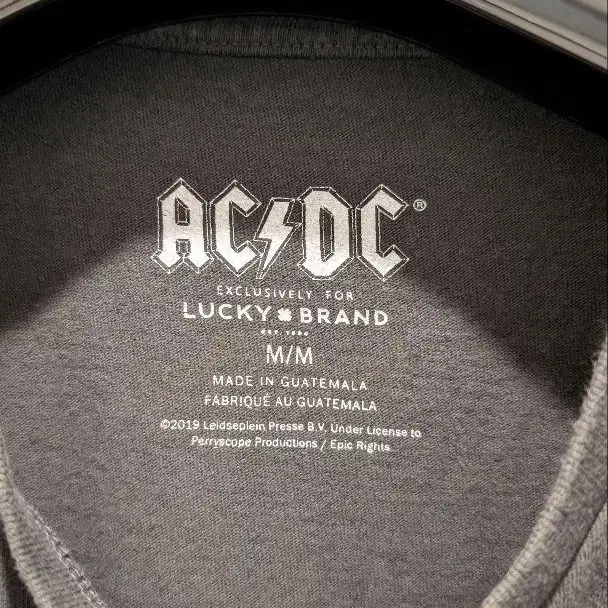 AC⚡DC®
EXCLUSIVELY FOR
LUCKY BRAND
EST. 1990
M/M
MADE IN GUATEMALA
FABRIQUÉ AU GUATEMALA
©2019 Leidseplein Presse B.V. Under License to
Perryscope Productions / Epic Rights